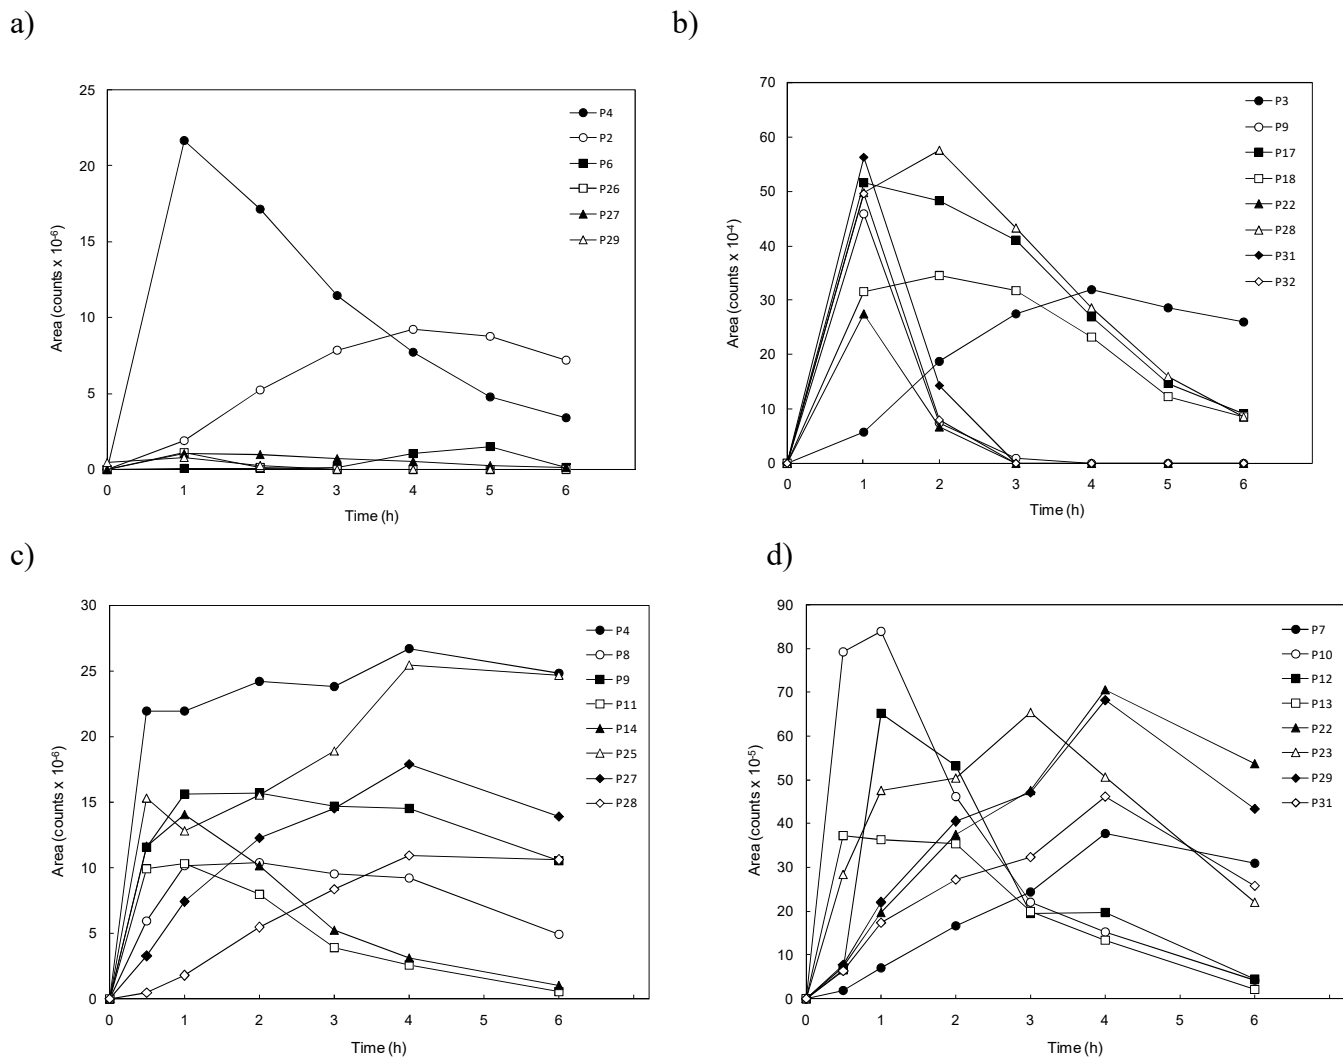 a)
25
20
15
10
5
0
0 1 2 3 4 5 6
Area (counts x 10-6)
Time (h)
P4
P2
P6
P26
P27
P29
b)
70
60
50
40
30
20
10
0
0 1 2 3 4 5 6
Area (counts x 10-4)
Time (h)
P3
P9
P17
P18
P22
P28
P31
P32
c)
30
25
20
15
10
5
0
0 1 2 3 4 5 6
Area (counts x 10-6)
Time (h)
P4
P8
P9
P11
P14
P25
P27
P28
d)
90
80
70
60
50
40
30
20
10
0
0 1 2 3 4 5 6
Area (counts x 10-5)
Time (h)
P7
P10
P12
P13
P22
P23
P29
P31